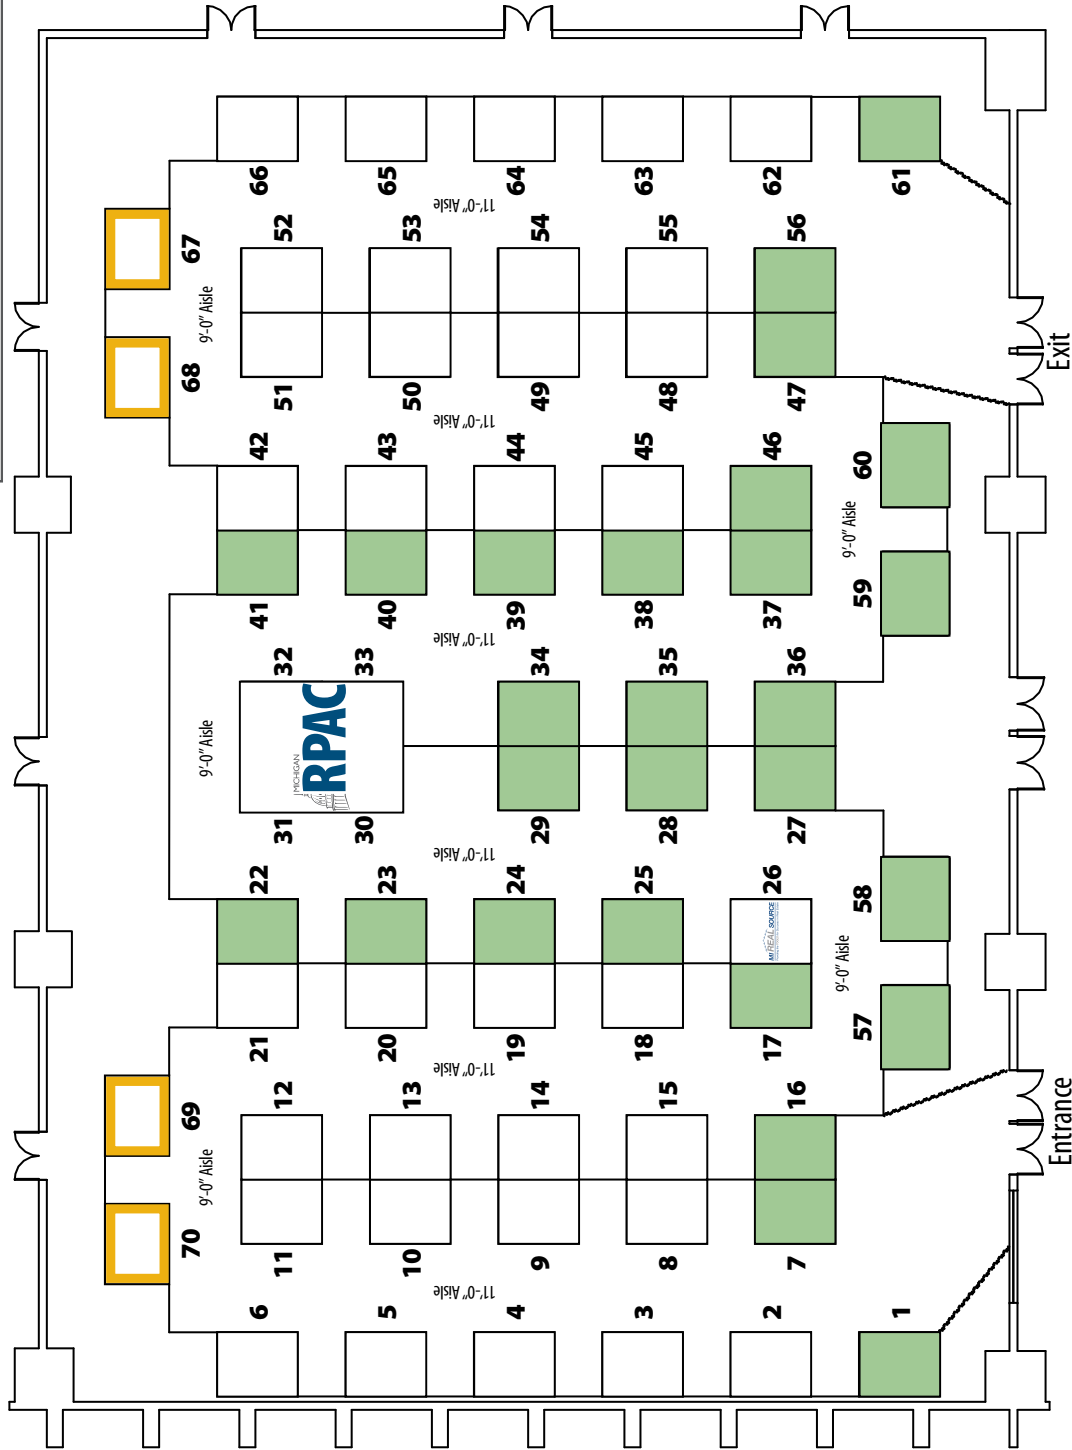 70 69 68 67
9'-0" Aisle 9'-0" Aisle 9'-0" Aisle
6 21 22 41 42 66
11 12 31 32 51 52
MICHIGAN
RPAC
30 33
5 20 23 40 43 65
10 13 50 53
11'-0" Aisle 11'-0" Aisle 11'-0" Aisle 11'-0" Aisle 11'-0" Aisle 11'-0" Aisle
4 19 24 39 44 64
9 14 29 34 49 54
3 18 25 38 45 63
8 15 28 35 48 55
2 17 26 37 46 62
MI REALSOURCE
7 16 27 36 47 56
9'-0" Aisle 9'-0" Aisle
57 58 59 60
1 61
Entrance Exit